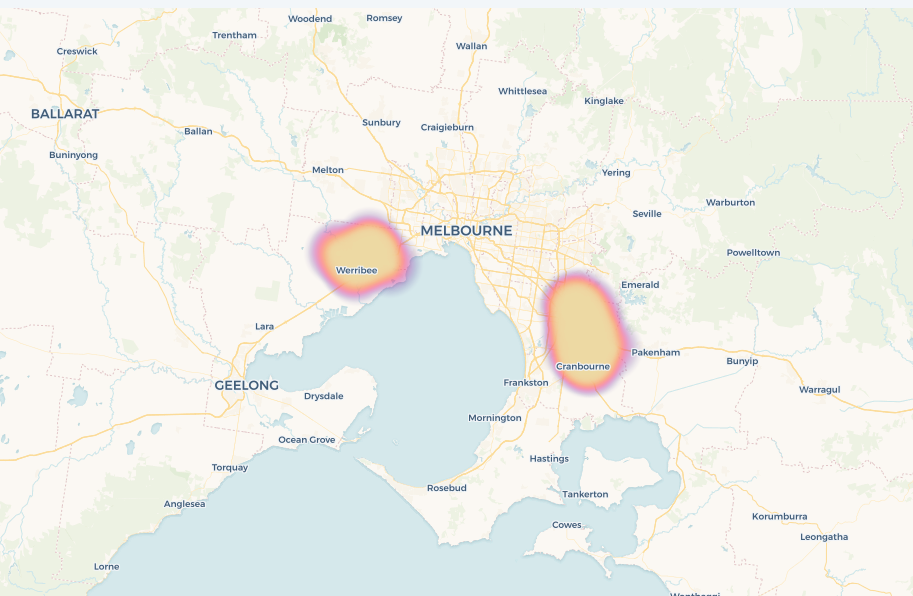 Woodend
Romsey
Trentham
Wallan
Creswick
Whittlesea
Kinglake
BALLARAT
Sunbury
Craigieburn
Ballan
Buninyong
Melton
Yering
Warburton
Seville
MELBOURNE
Powelltown
Werribee
Emerald
Lara
Pakenham
Bunyip
Cranbourne
GEELONG
Frankston
Warragul
Drysdale
Mornington
Ocean Grove
Hastings
Torquay
Rosebud
Tankerton
Anglesea
Korumburra
Cowes
Leongatha
Lorne